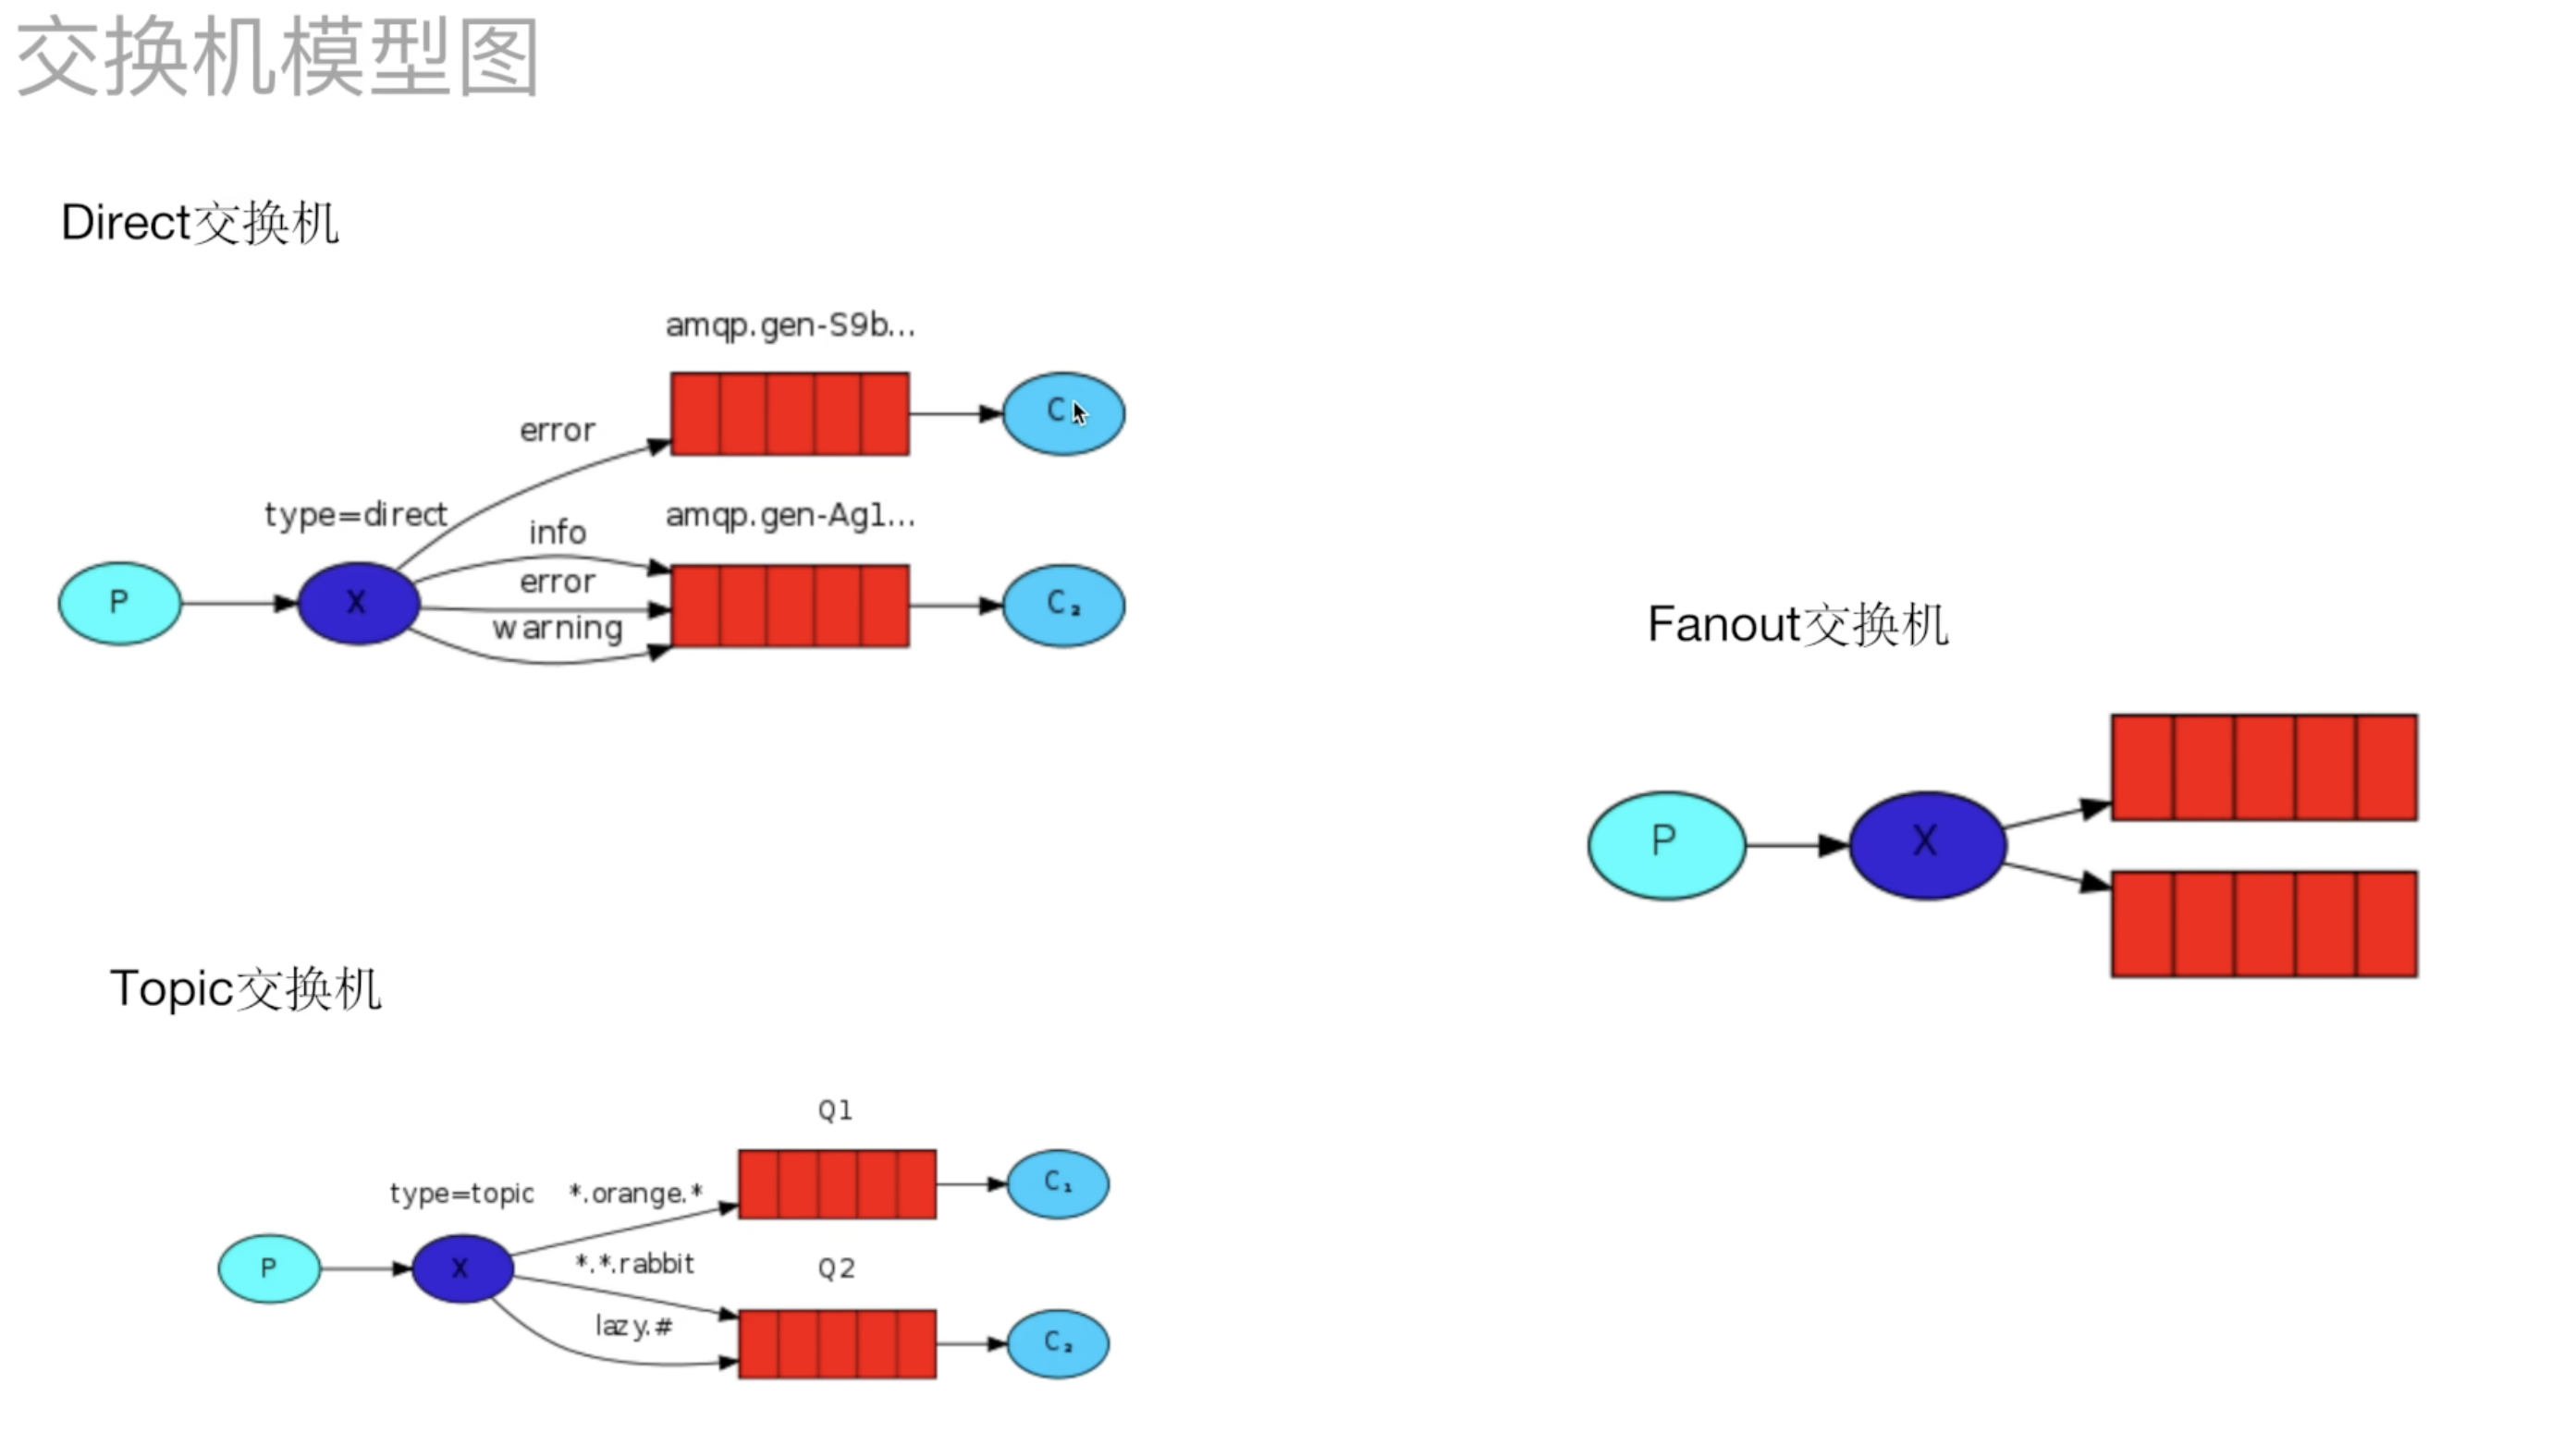 交换机模型图
Direct交换机
amqp.gen-S9b...
error
C
type=direct
amqp.gen-Ag1...
info
error
warning
P
X
C₂
Fanout交换机
P
X
Topic交换机
Q1
type=topic
*.orange.*
C₁
*.*.rabbit
Q2
P
X
lazy.#
C₂